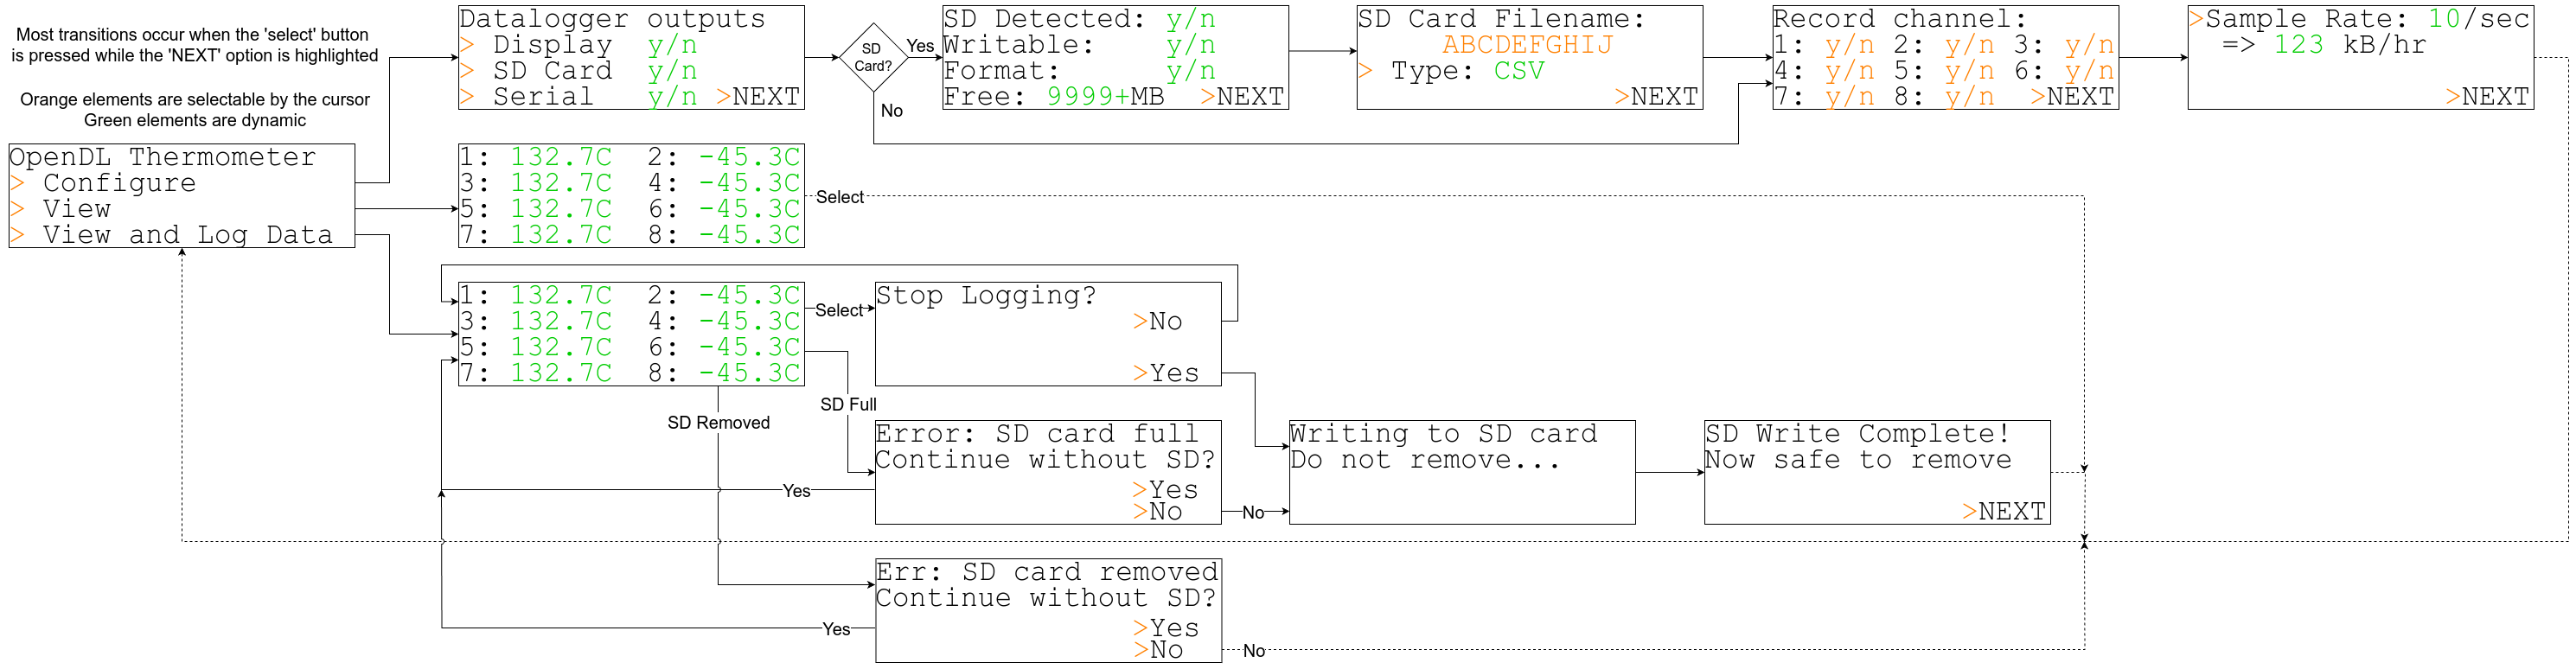 Most transitions occur when the 'select' button
is pressed while the 'NEXT' option is highlighted
Orange elements are selectable by the cursor
Green elements are dynamic
Datalogger outputs
> Display y/n
> SD Card y/n
> Serial y/n >NEXT
SD
Card?
Yes
No
SD Detected: y/n
Writable: y/n
Format: y/n
Free: 9999+MB >NEXT
SD Card Filename:
ABCDEFGHIJ
> Type: CSV
>NEXT
Record channel:
1: y/n 2: y/n 3: y/n
4: y/n 5: y/n 6: y/n
7: y/n 8: y/n >NEXT
>Sample Rate: 10/sec
=> 123 kB/hr
>NEXT
OpenDL Thermometer
> Configure
> View
> View and Log Data
1: 132.7C 2: -45.3C
3: 132.7C 4: -45.3C
5: 132.7C 6: -45.3C
7: 132.7C 8: -45.3C
Select
1: 132.7C 2: -45.3C
3: 132.7C 4: -45.3C
5: 132.7C 6: -45.3C
7: 132.7C 8: -45.3C
Select
Stop Logging?
>No
>Yes
SD Full
SD Removed
Error: SD card full
Continue without SD?
>Yes
>No
Yes
No
Writing to SD card
Do not remove...
SD Write Complete!
Now safe to remove
>NEXT
Err: SD card removed
Continue without SD?
>Yes
>No
Yes
No